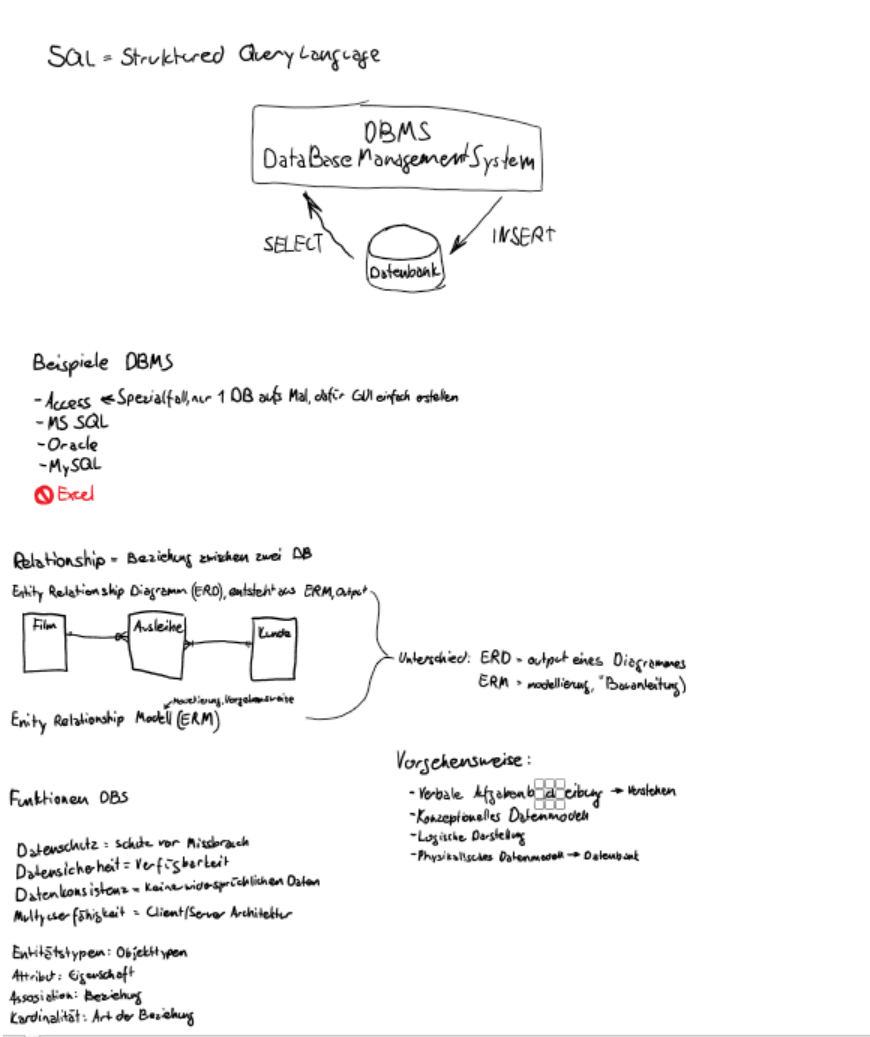 SQL = Struktured Query Language
DBMS
DataBase Management System
SELECT
INSERT
Datenbank
Beispiele DBMS
- Access ← Spezialfall, nur 1 DB aufs Mal, dafür GUI einfach erstellen
- MS SQL
- Oracle
- MySQL
Excel
Relationship = Beziehung zwischen zwei DB
Entity Relationship Diagramm (ERD), entsteht aus ERM, Output
Film
Ausleihe
Kunde
Unterschied: ERD = output eines Diagrammes
ERM = modellierung, "Bauanleitung)
Modellierung, Vorgehensweise
Enity Relationship Modell (ERM)
Vorgehensweise:
- Verbale → Verstehen
- Konzeptionelles Datenmodell
- Logische Darstellung
- Physikalisches Datenmodell → Datenbank
Funktionen DBS
Datenschutz = Schutz vor Missbrauch
Datensicherheit = Verfügbarkeit
Datenkonsistenz = Keine widersprüchlichen Daten
Multyuserfähigkeit = Client/Server Architektur
Entitätstypen: Objekttypen
Attribut: Eigenschaft
Assosiation: Beziehung
Kardinalität: Art der Beziehung